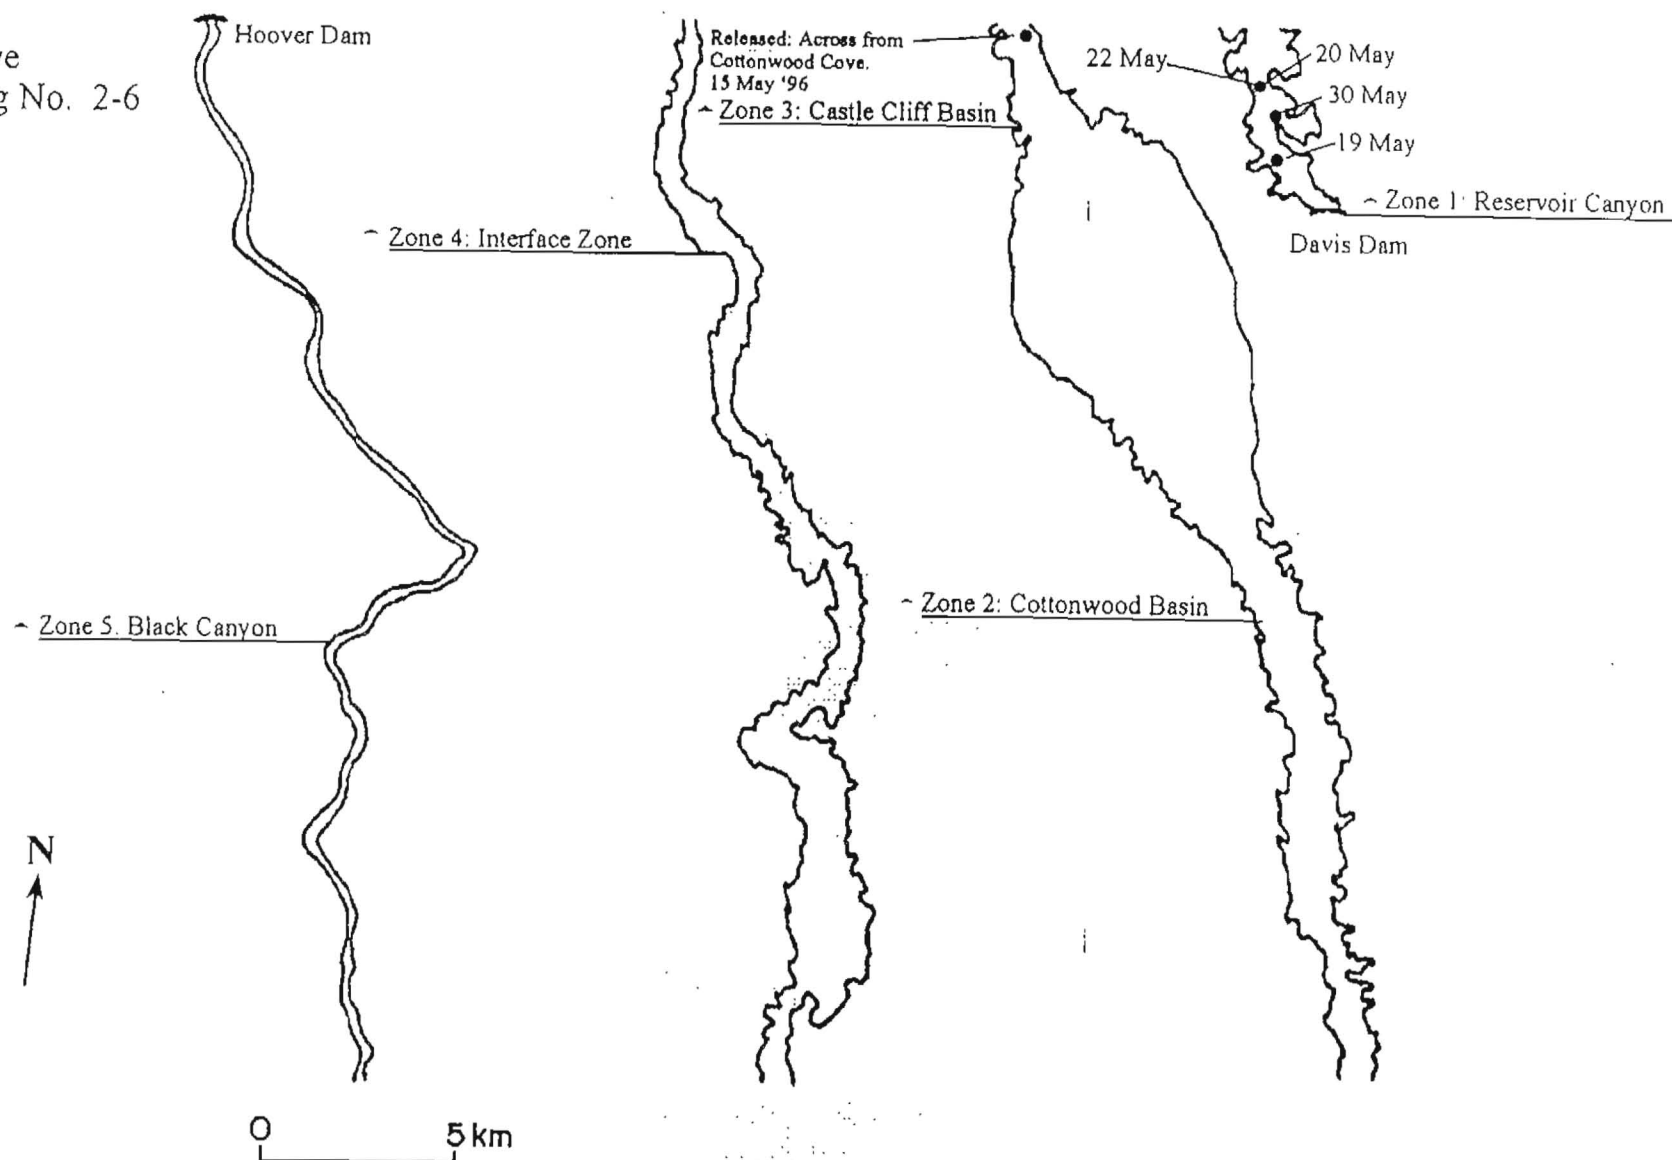 ve
g No. 2-6
Hoover Dam
Released: Across from
Cottonwood Cove.
15 May '96
Zone 3: Castle Cliff Basin
22 May
20 May
30 May
19 May
Zone 1: Reservoir Canyon
Davis Dam
Zone 4: Interface Zone
Zone 2: Cottonwood Basin
Zone 5. Black Canyon
N
0 5 km